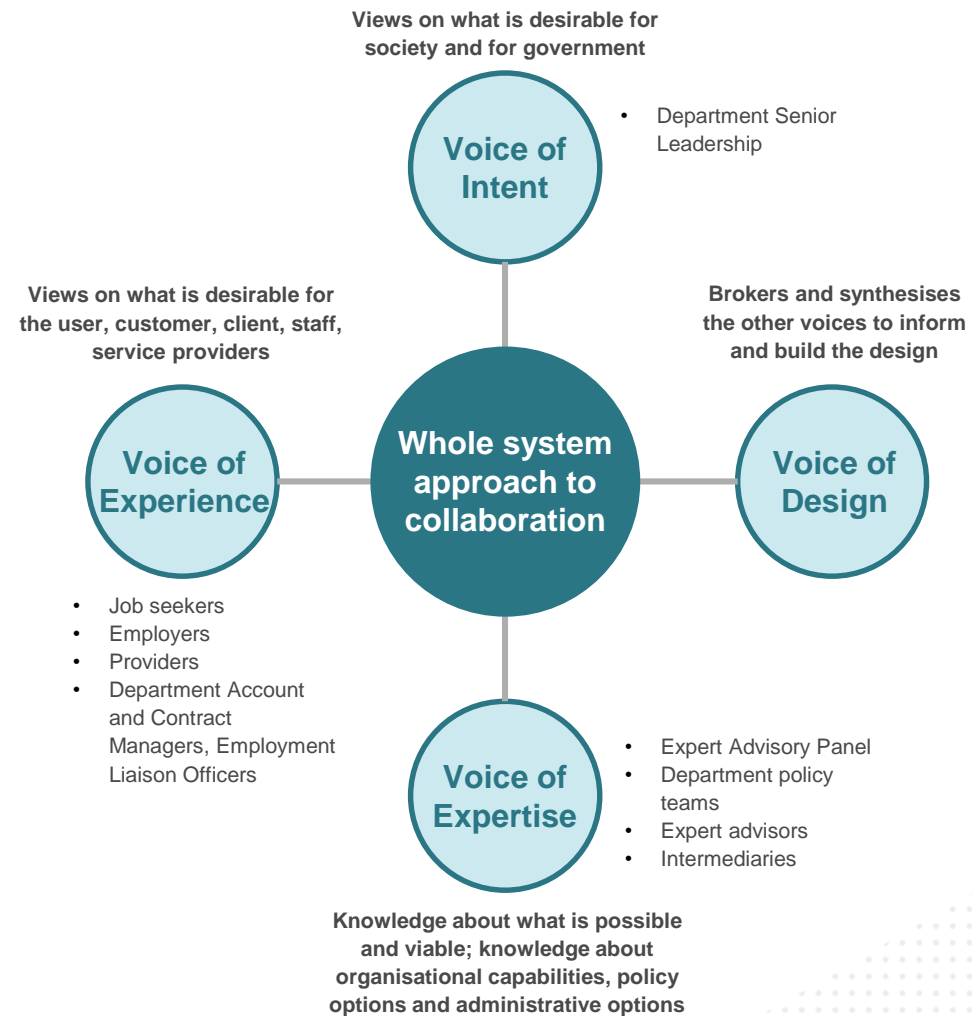 Views on what is desirable for
society and for government
Voice of
Intent
• Department Senior
Leadership
Views on what is desirable for
the user, customer, client, staff,
service providers
Voice of
Experience
• Job seekers
• Employers
• Providers
• Department Account
and Contract
Managers, Employment
Liaison Officers
Whole system
approach to
collaboration
Brokers and synthesises
the other voices to inform
and build the design
Voice of
Design
Voice of
Expertise
• Expert Advisory Panel
• Department policy
teams
• Expert advisors
• Intermediaries
Knowledge about what is possible
and viable; knowledge about
organisational capabilities, policy
options and administrative options